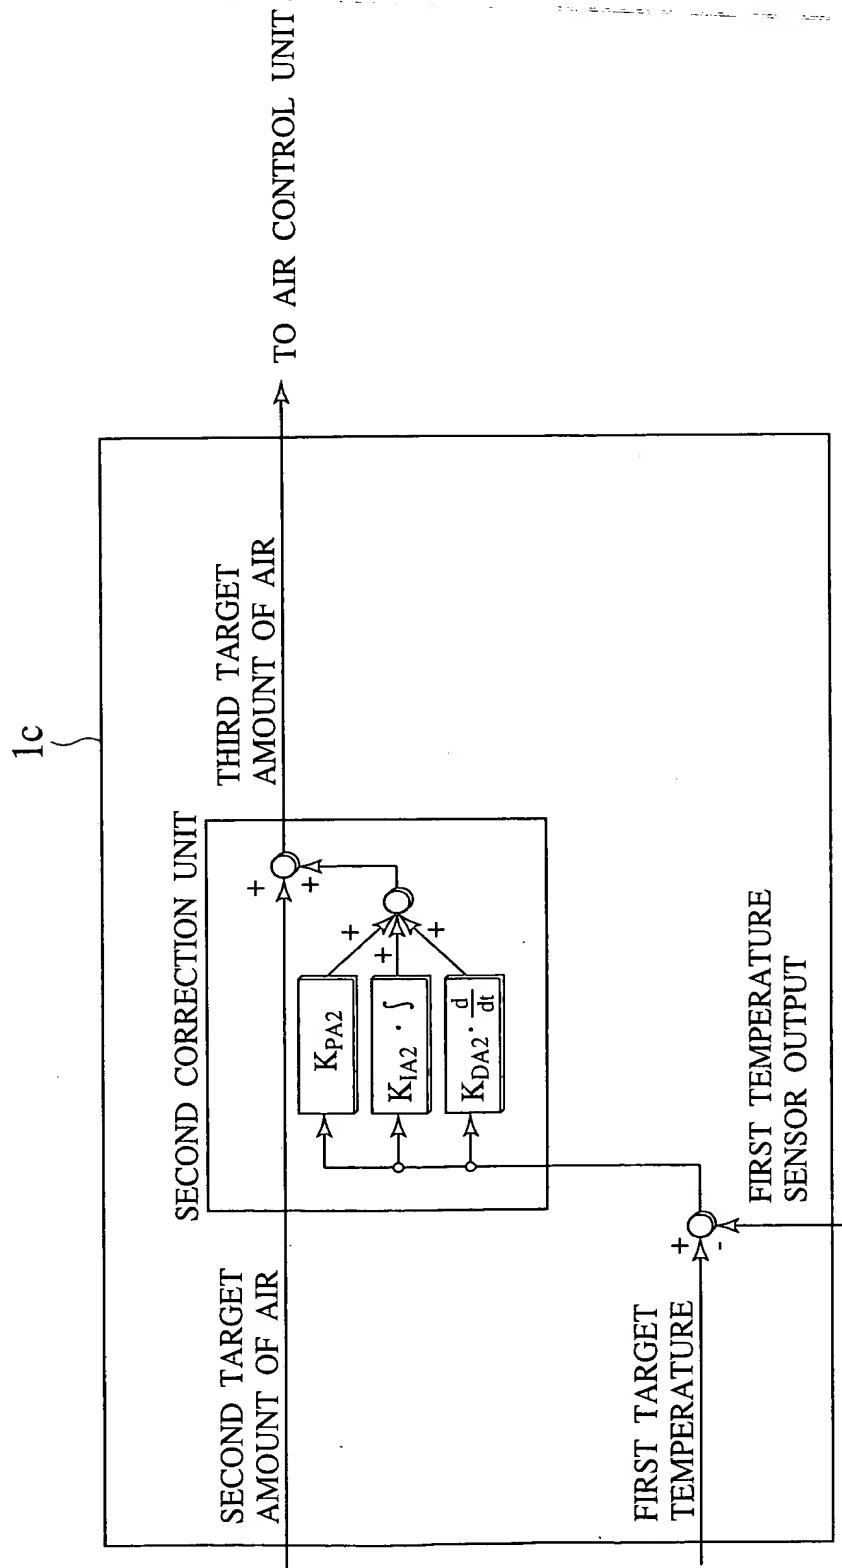 1c
SECOND TARGET
AMOUNT OF AIR
SECOND CORRECTION UNIT
THIRD TARGET
AMOUNT OF AIR
TO AIR CONTROL UNIT
+
+
K_PA2
+
K_IA2 · ∫
+
K_DA2 · d/dt
+
FIRST TARGET
TEMPERATURE
+
-
FIRST TEMPERATURE
SENSOR OUTPUT